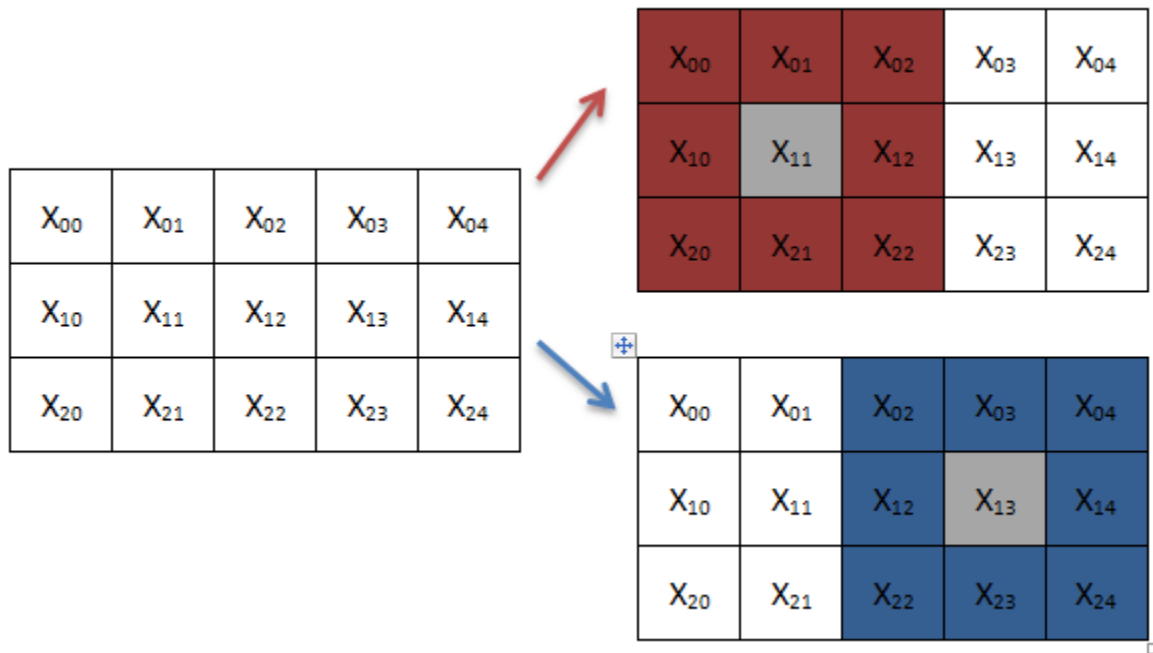 X₀₀ X₀₁ X₀₂ X₀₃ X₀₄
X₁₀ X₁₁ X₁₂ X₁₃ X₁₄
X₂₀ X₂₁ X₂₂ X₂₃ X₂₄
X₀₀ X₀₁ X₀₂ X₀₃ X₀₄
X₁₀ X₁₁ X₁₂ X₁₃ X₁₄
X₂₀ X₂₁ X₂₂ X₂₃ X₂₄
X₀₀ X₀₁ X₀₂ X₀₃ X₀₄
X₁₀ X₁₁ X₁₂ X₁₃ X₁₄
X₂₀ X₂₁ X₂₂ X₂₃ X₂₄